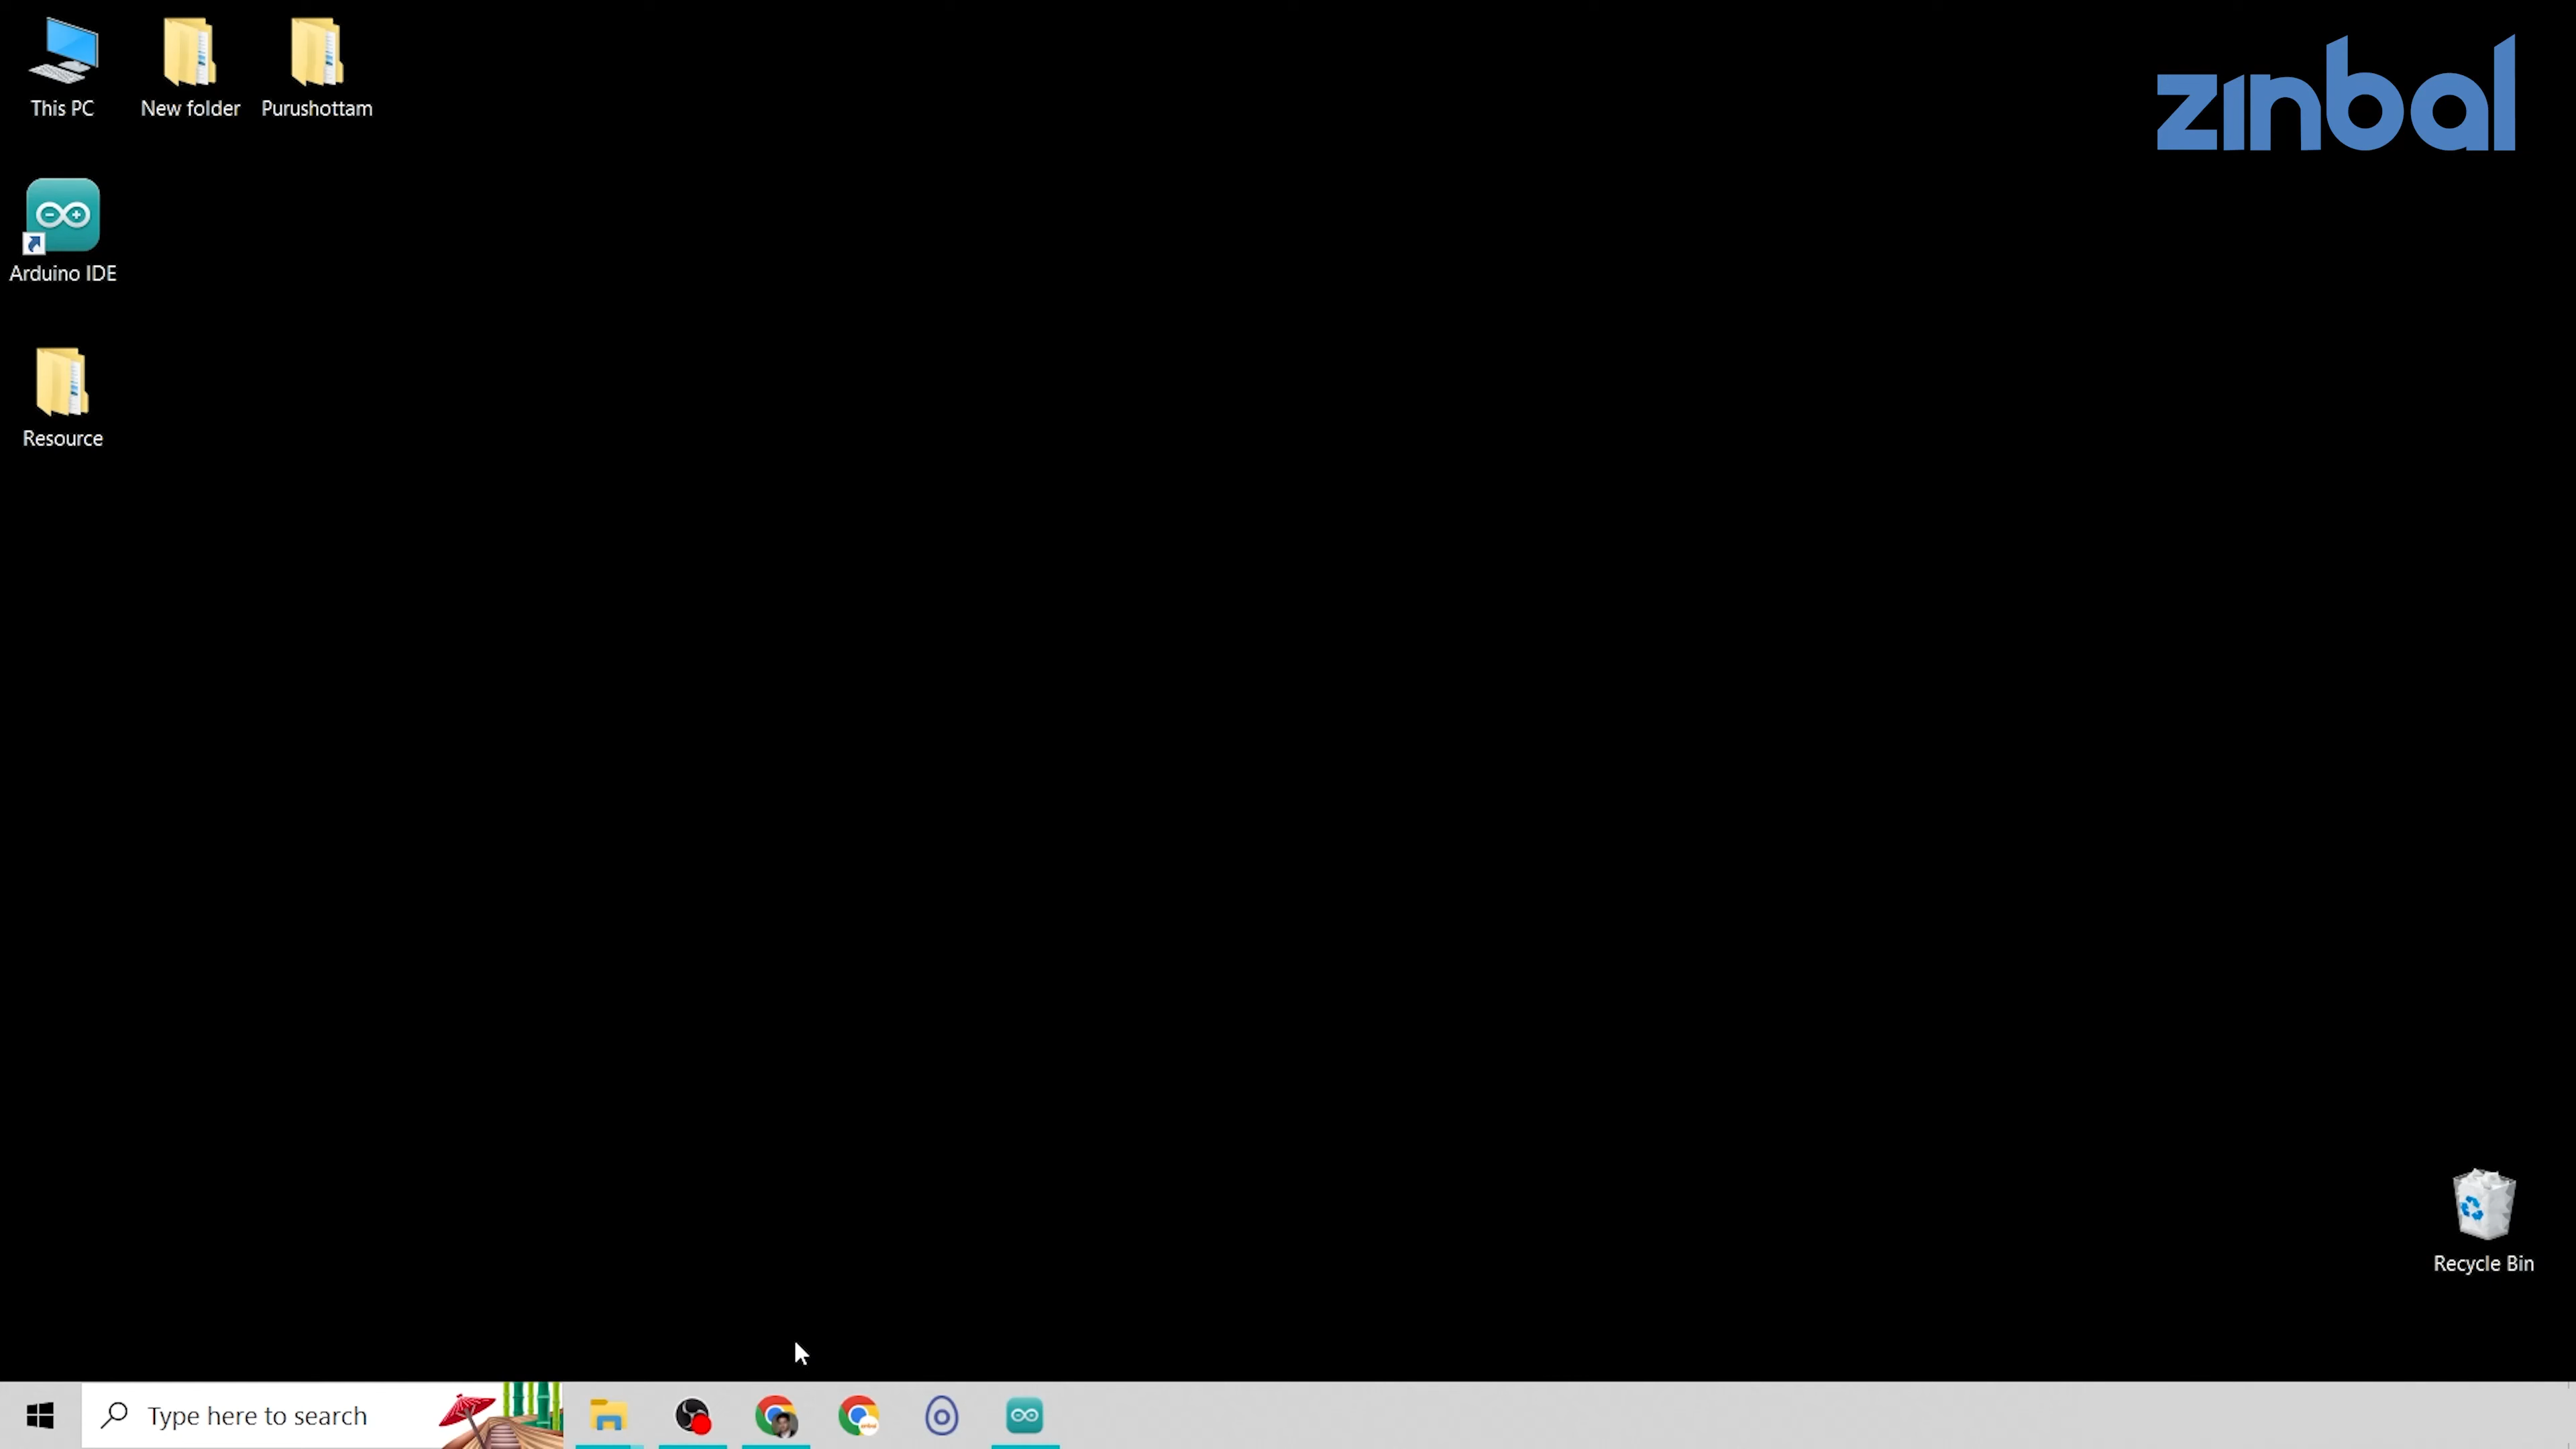 This PC
New folder
Purushottam
zinbal
Arduino IDE
Resource
Recycle Bin
Type here to search